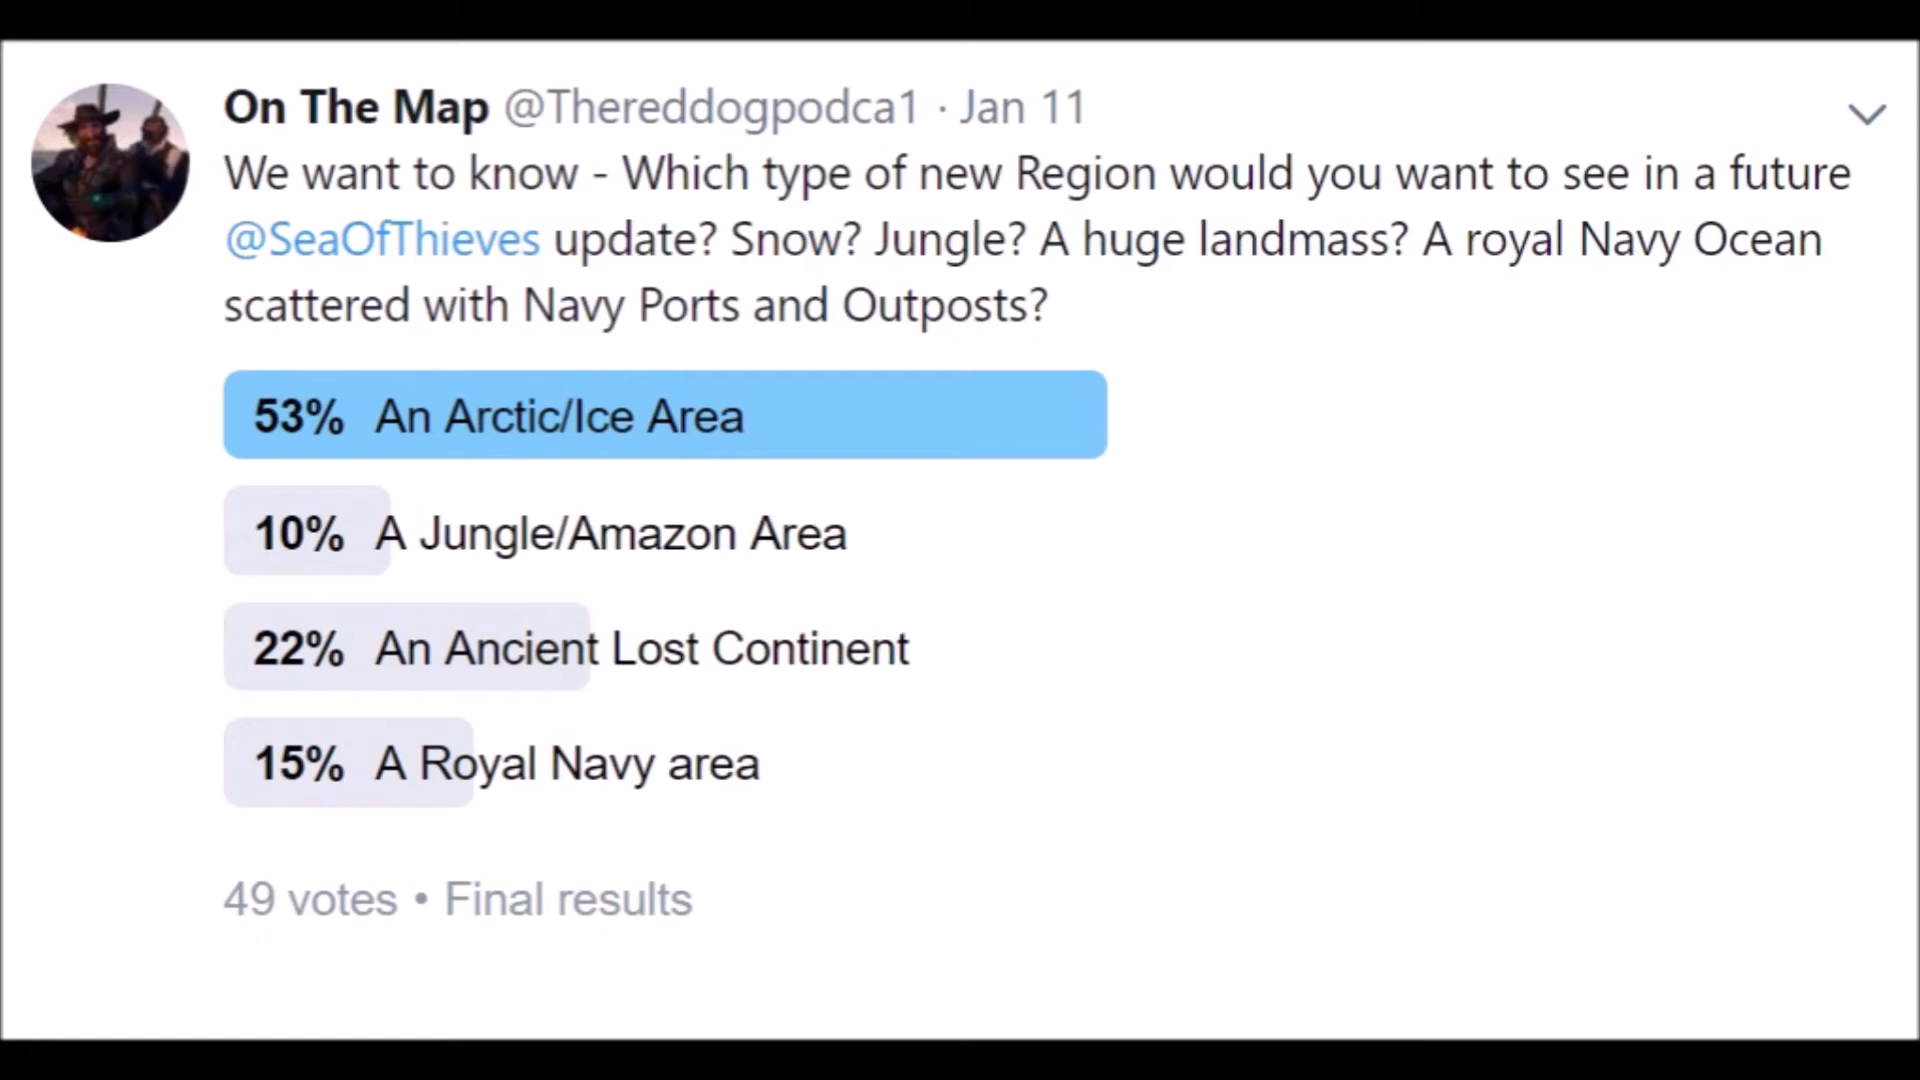 On The Map @Thereddogpodca1 · Jan 11
We want to know - Which type of new Region would you want to see in a future
@SeaOfThieves update? Snow? Jungle? A huge landmass? A royal Navy Ocean
scattered with Navy Ports and Outposts?
53% An Arctic/Ice Area
10% A Jungle/Amazon Area
22% An Ancient Lost Continent
15% A Royal Navy area
49 votes • Final results